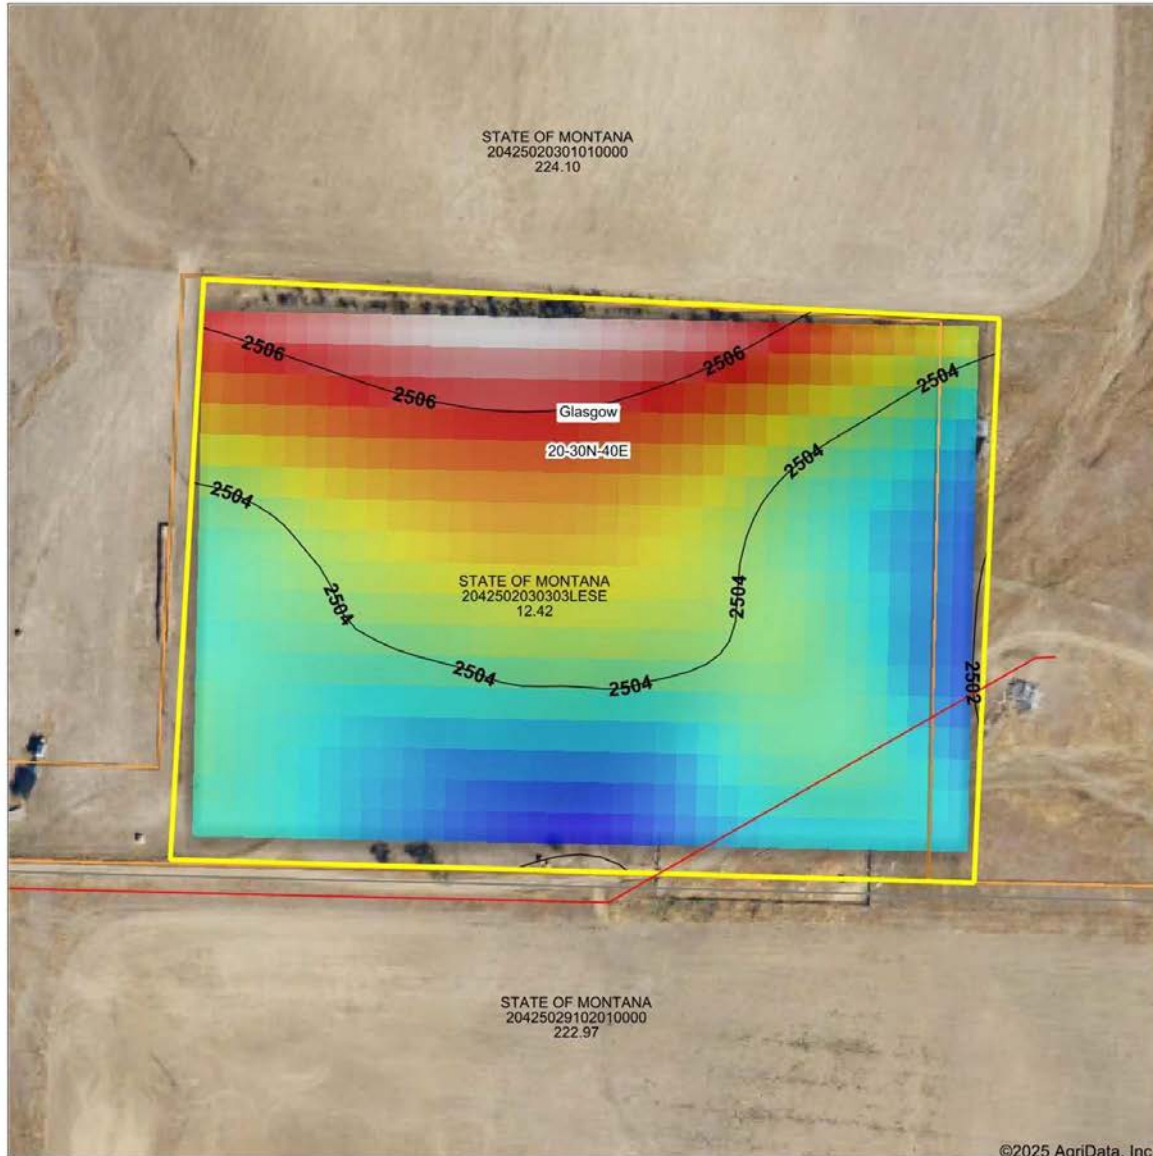 STATE OF MONTANA
20425020301010000
224.10
2506
2506
2506
2504
Glasgow
20-30N-40E
2504
2504
STATE OF MONTANA
2042502030303LESE
12.42
2504
2504
2504
2504
2502
STATE OF MONTANA
20425029102010000
222.97
©2025 AgriData, Inc